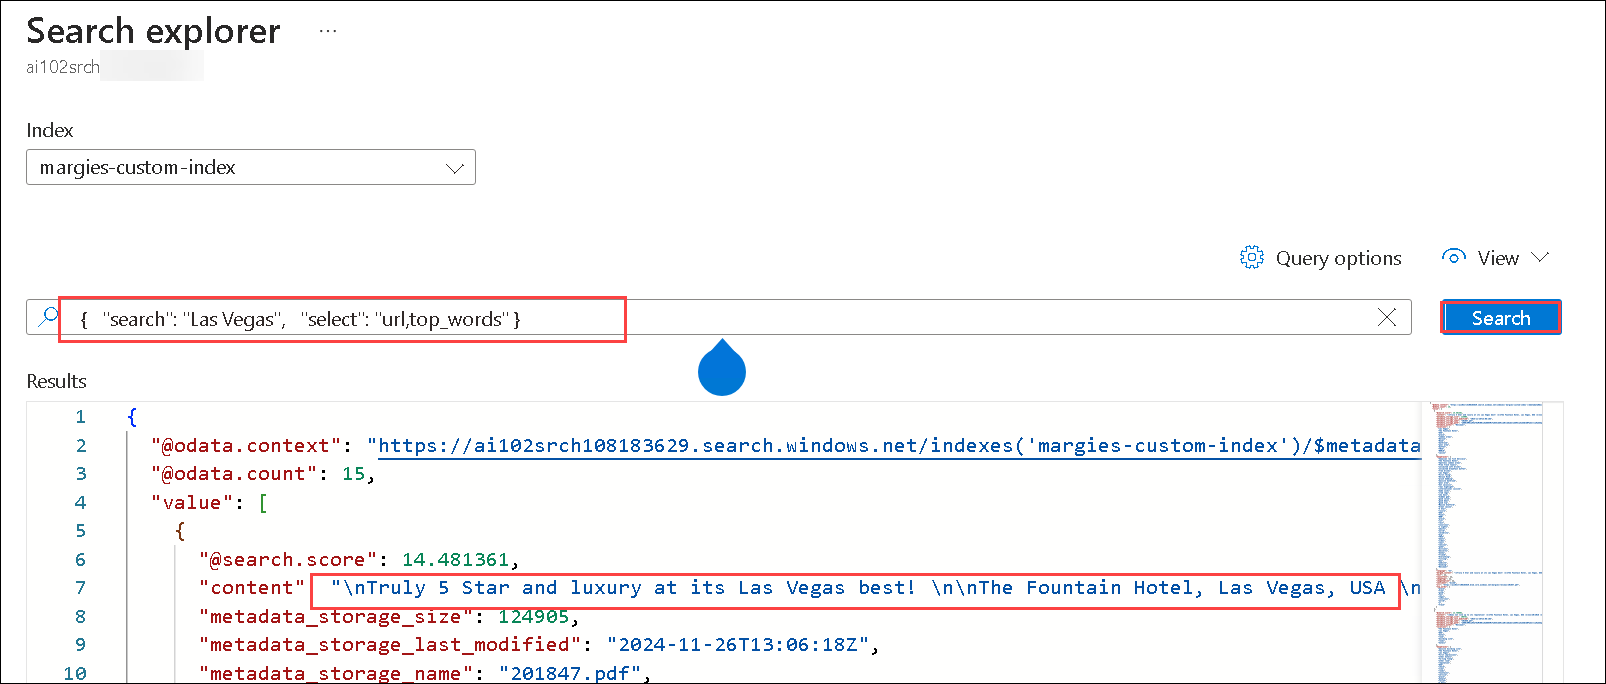 Search explorer ...
ai102srch
Index
margies-custom-index
Query options View
{ "search": "Las Vegas", "select": "url,top_words" }
Search
Results
1 {
2 "@odata.context": "https://ai102srch108183629.search.windows.net/indexes('margies-custom-index')/$metadata
3 "@odata.count": 15,
4 "value": [
5 {
6 "@search.score": 14.481361,
7 "content" "\nTruly 5 Star and luxury at its Las Vegas best! \n\nThe Fountain Hotel, Las Vegas, USA \n
8 "metadata_storage_size": 124905,
9 "metadata_storage_last_modified": "2024-11-26T13:06:18Z",
10 "metadata_storage_name": "201847.pdf",